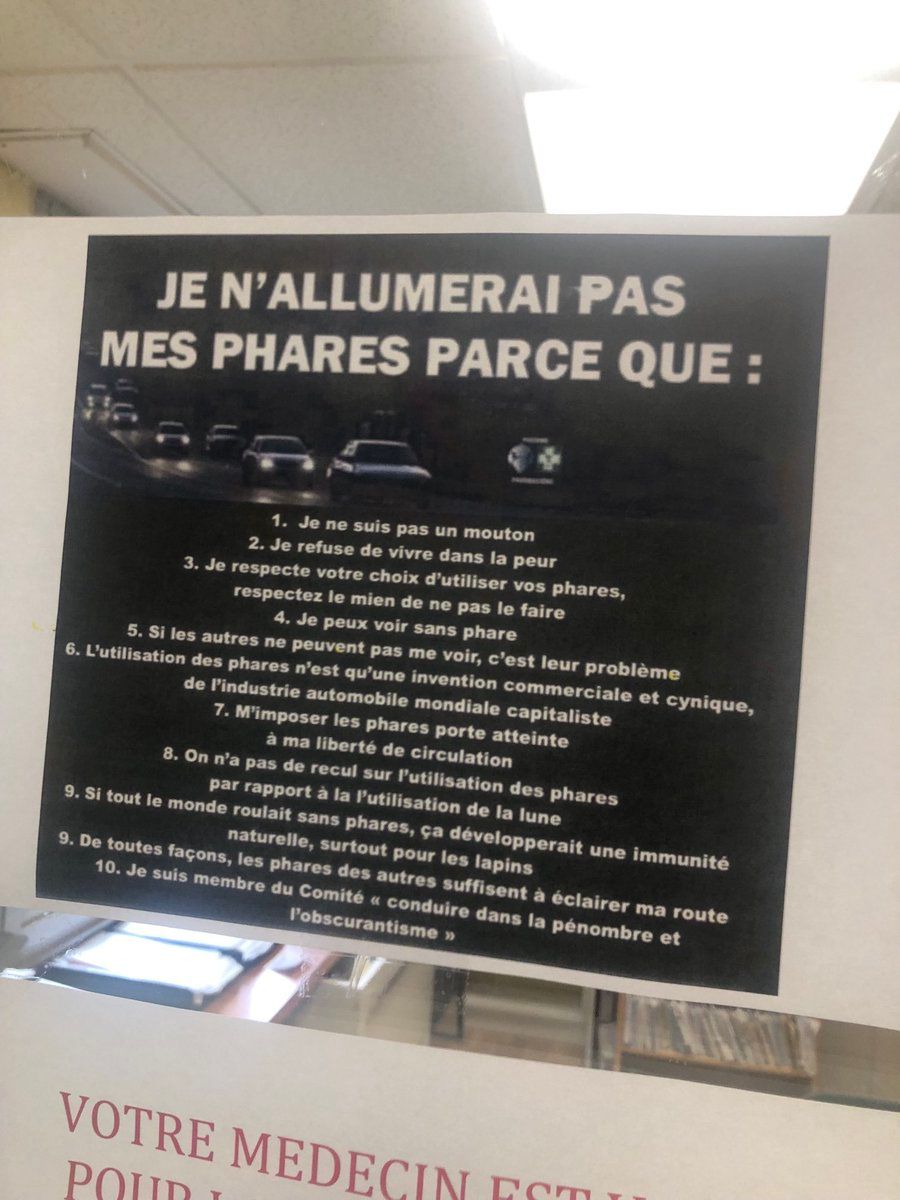 JE N'ALLUMERAI PAS
MES PHARES PARCE QUE :
1. Je ne suis pas un mouton
2. Je refuse de vivre dans la peur
3. Je respecte votre choix d'utiliser vos phares,
respectez le mien de ne pas le faire
4. Je peux voir sans phare
5. Si les autres ne peuvent pas me voir, c'est leur problème
6. L'utilisation des phares n'est qu'une invention commerciale et cynique,
de l'industrie automobile mondiale capitaliste
7. M'imposer les phares porte atteinte
à ma liberté de circulation
8. On n'a pas de recul sur l'utilisation des phares
par rapport à la l'utilisation de la lune
9. Si tout le monde roulait sans phares, ça développerait une immunité
naturelle, surtout pour les lapins
9. De toutes façons, les phares des autres suffisent à éclairer ma route
10. Je suis membre du Comité « conduire dans la pénombre et
l'obscurantisme »
VOTRE MEDECIN EST
POUR